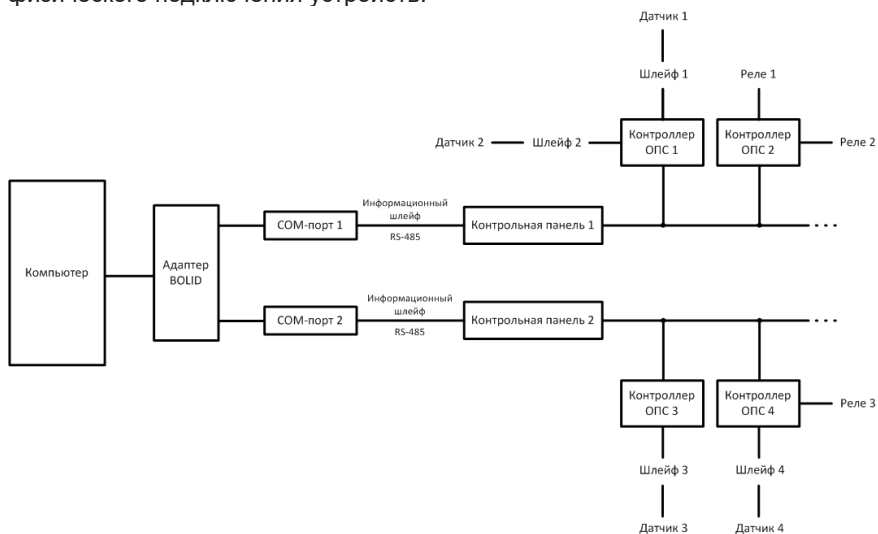 физического подключения устройств.
Датчик 1
Шлейф 1
Реле 1
Датчик 2
Шлейф 2
Контроллер
ОПС 1
Контроллер
ОПС 2
Реле 2
Компьютер
Адаптер
BOLID
COM-порт 1
Информационный
шлейф
RS-485
Контрольная панель 1
...
COM-порт 2
Информационный
шлейф
RS-485
Контрольная панель 2
...
Контроллер
ОПС 3
Контроллер
ОПС 4
Реле 3
Шлейф 3
Шлейф 4
Датчик 3
Датчик 4